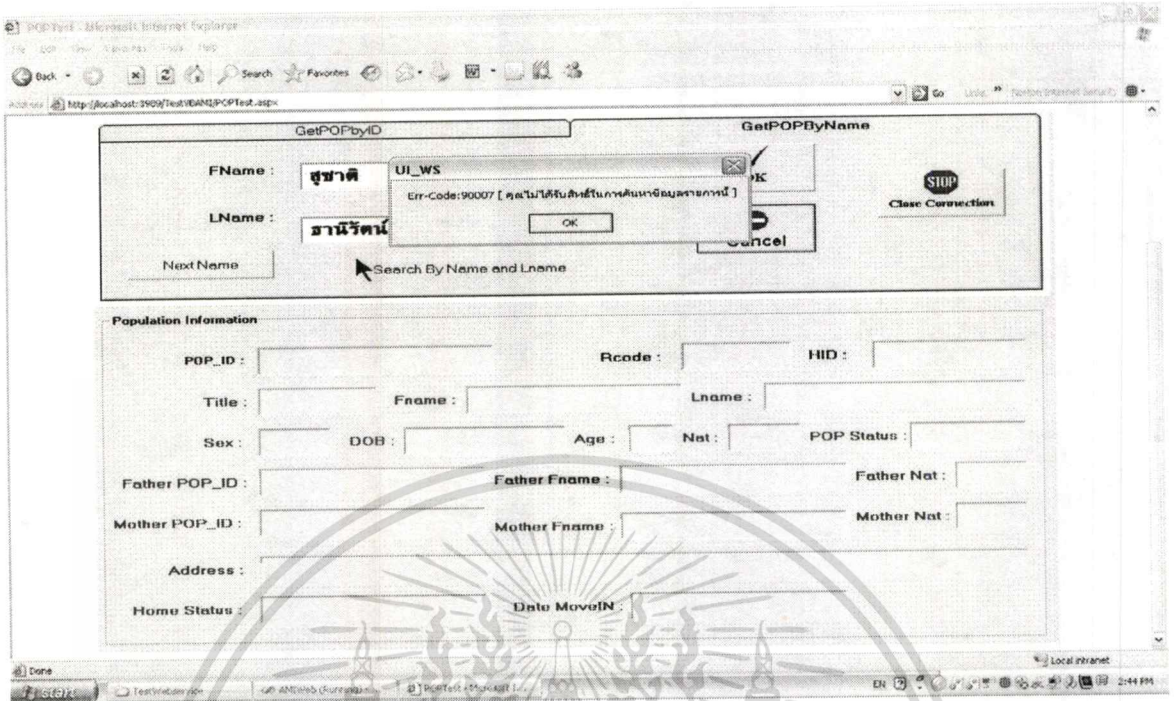 POPTest - Microsoft Internet Explorer
Back Search Favorites
http://localhost:3909/TestVBAMI/POPTest.aspx Go Links Norton Internet Security
GetPOPbyID GetPOPByName
FName : สุชาติ
LName : ฮานิรัตน์
UI_WS
Err-Code:90007 [ คุณไม่ได้รับสิทธิ์ในการค้นหาข้อมูลรายการนี้ ]
OK
Cancel
STOP
Close Connection
Next Name
Search By Name and Lname
Population Information
POP_ID : Rcode : HID :
Title : Fname : Lname :
Sex : DOB : Age : Nat : POP Status :
Father POP_ID : Father Fname : Father Nat :
Mother POP_ID : Mother Fname : Mother Nat :
Address :
Home Status : Date MoveIN :
Done Local intranet
start TestWebservice POPTest - Microsoft I... EN 2:44 PM